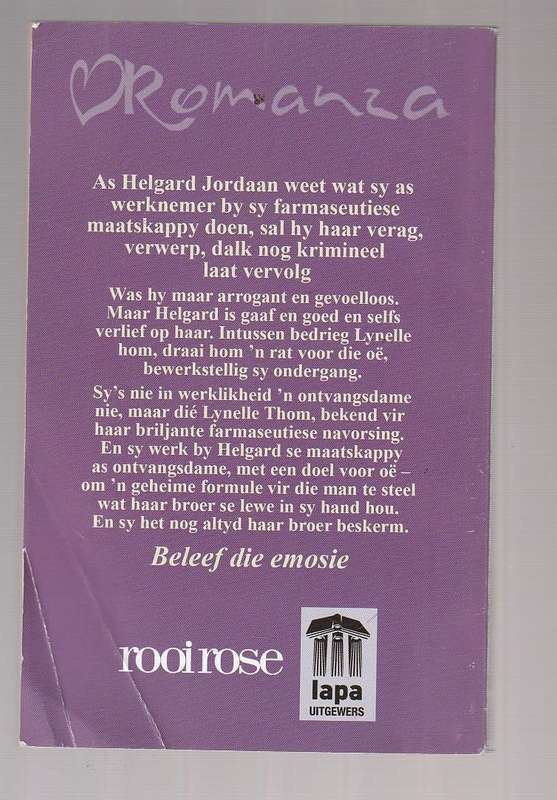 Romanza
As Helgard Jordaan weet wat sy as
werknemer by sy farmaseutiese
maatskappy doen, sal hy haar verag,
verwerp, dalk nog krimineel
laat vervolg
Was hy maar arrogant en gevoelloos.
Maar Helgard is gaaf en goed en selfs
verlief op haar. Intussen bedrieg Lynelle
hom, draai hom 'n rat voor die oë,
bewerkstellig sy ondergang.
Sy's nie in werklikheid 'n ontvangsdame
nie, maar dié Lynelle Thom, bekend vir
haar briljante farmaseutiese navorsing.
En sy werk by Helgard se maatskappy
as ontvangsdame, met een doel voor oë –
om 'n geheime formule vir die man te steel
wat haar broer se lewe in sy hand hou.
En sy het nog altyd haar broer beskerm.
Beleef die emosie
rooi rose
lapa
UITGEWERS